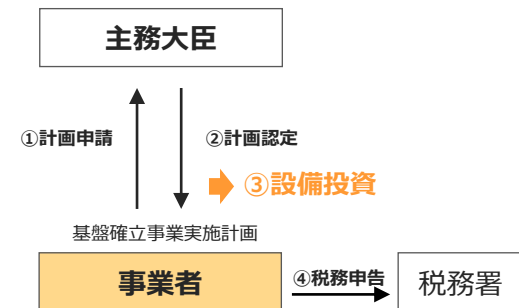 主務大臣
①計画申請
②計画認定
③設備投資
基盤確立事業実施計画
事業者
④税務申告
税務署